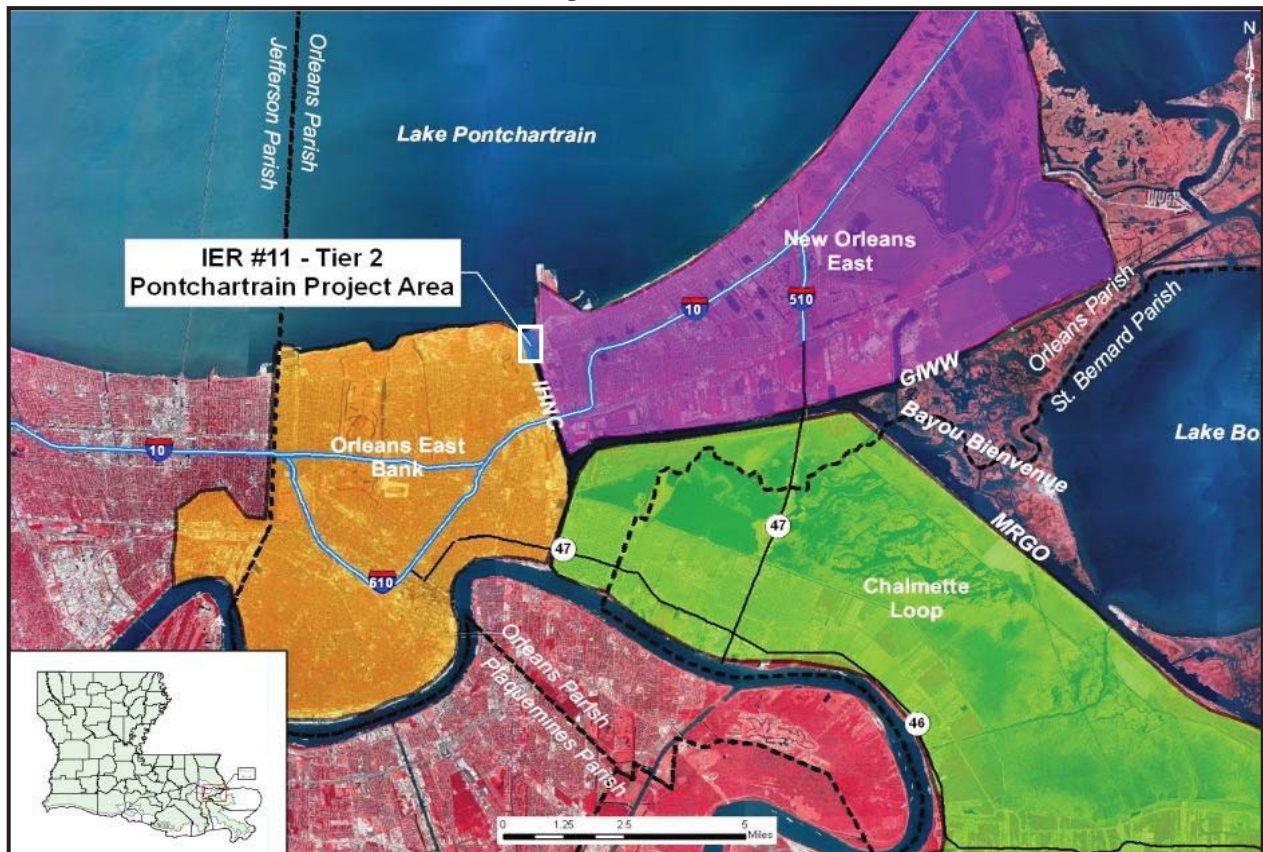 Orleans Parish
Jefferson Parish
N
Lake Pontchartrain
IER #11 - Tier 2
Pontchartrain Project Area
New Orleans
East
10
510
IHNC
GIWW
Orleans Parish
St. Bernard Parish
Bayou Bienvenue
Lake Bo
10
Orleans East
Bank
MRGO
47
47
610
Chalmette
Loop
Orleans Parish
Plaquemines Parish
46
0 1.25 2.5 5
Miles